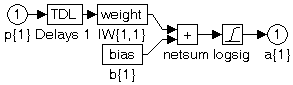 1 TDL weight 1
p{1} Delays 1 IW{1,1} + netsum logsig a{1}
bias
b{1}